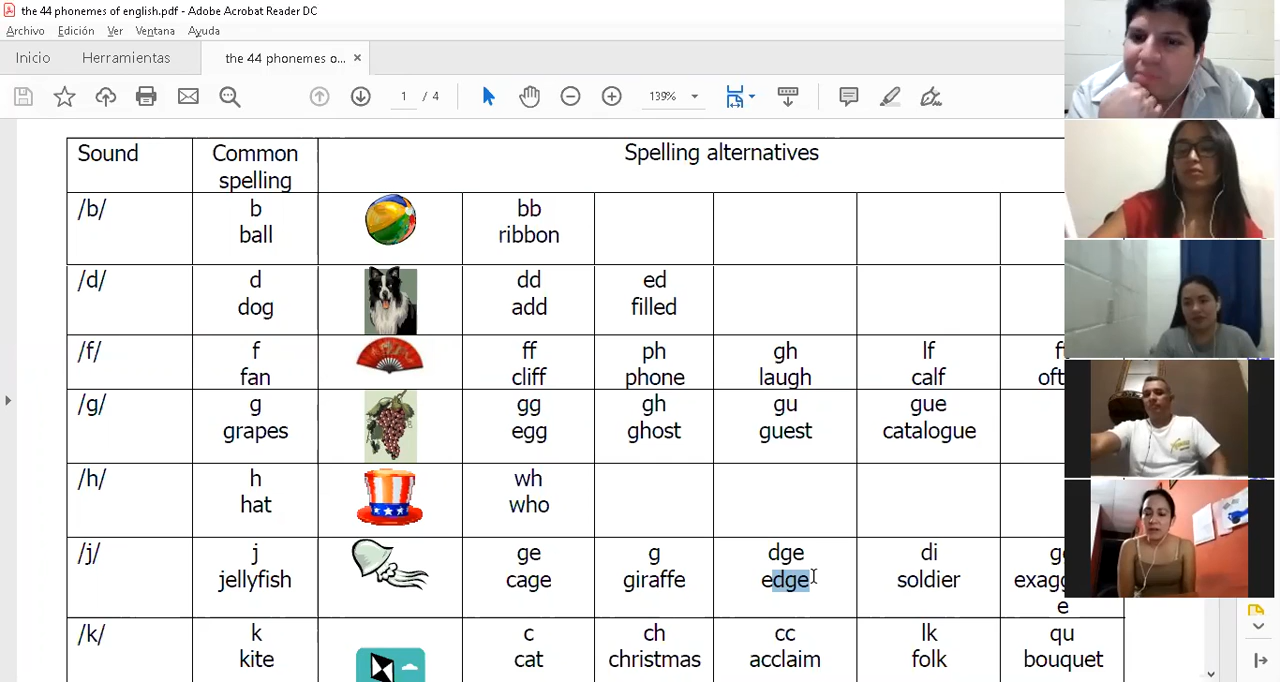 the 44 phonemes of english.pdf - Adobe Acrobat Reader DC
Archivo Edición Ver Ventana Ayuda
Inicio Herramientas the 44 phonemes o... ×
1 / 4 139%
Sound Common spelling Spelling alternatives
/b/ b bb
ball ribbon
/d/ d dd ed
dog add filled
/f/ f ff ph gh lf
fan cliff phone laugh calf
/g/ g gg gh gu gue
grapes egg ghost guest catalogue
/h/ h wh
hat who
/j/ j ge g dge di
jellyfish cage giraffe edge soldier
/k/ k c ch cc lk qu
kite cat christmas acclaim folk bouquet